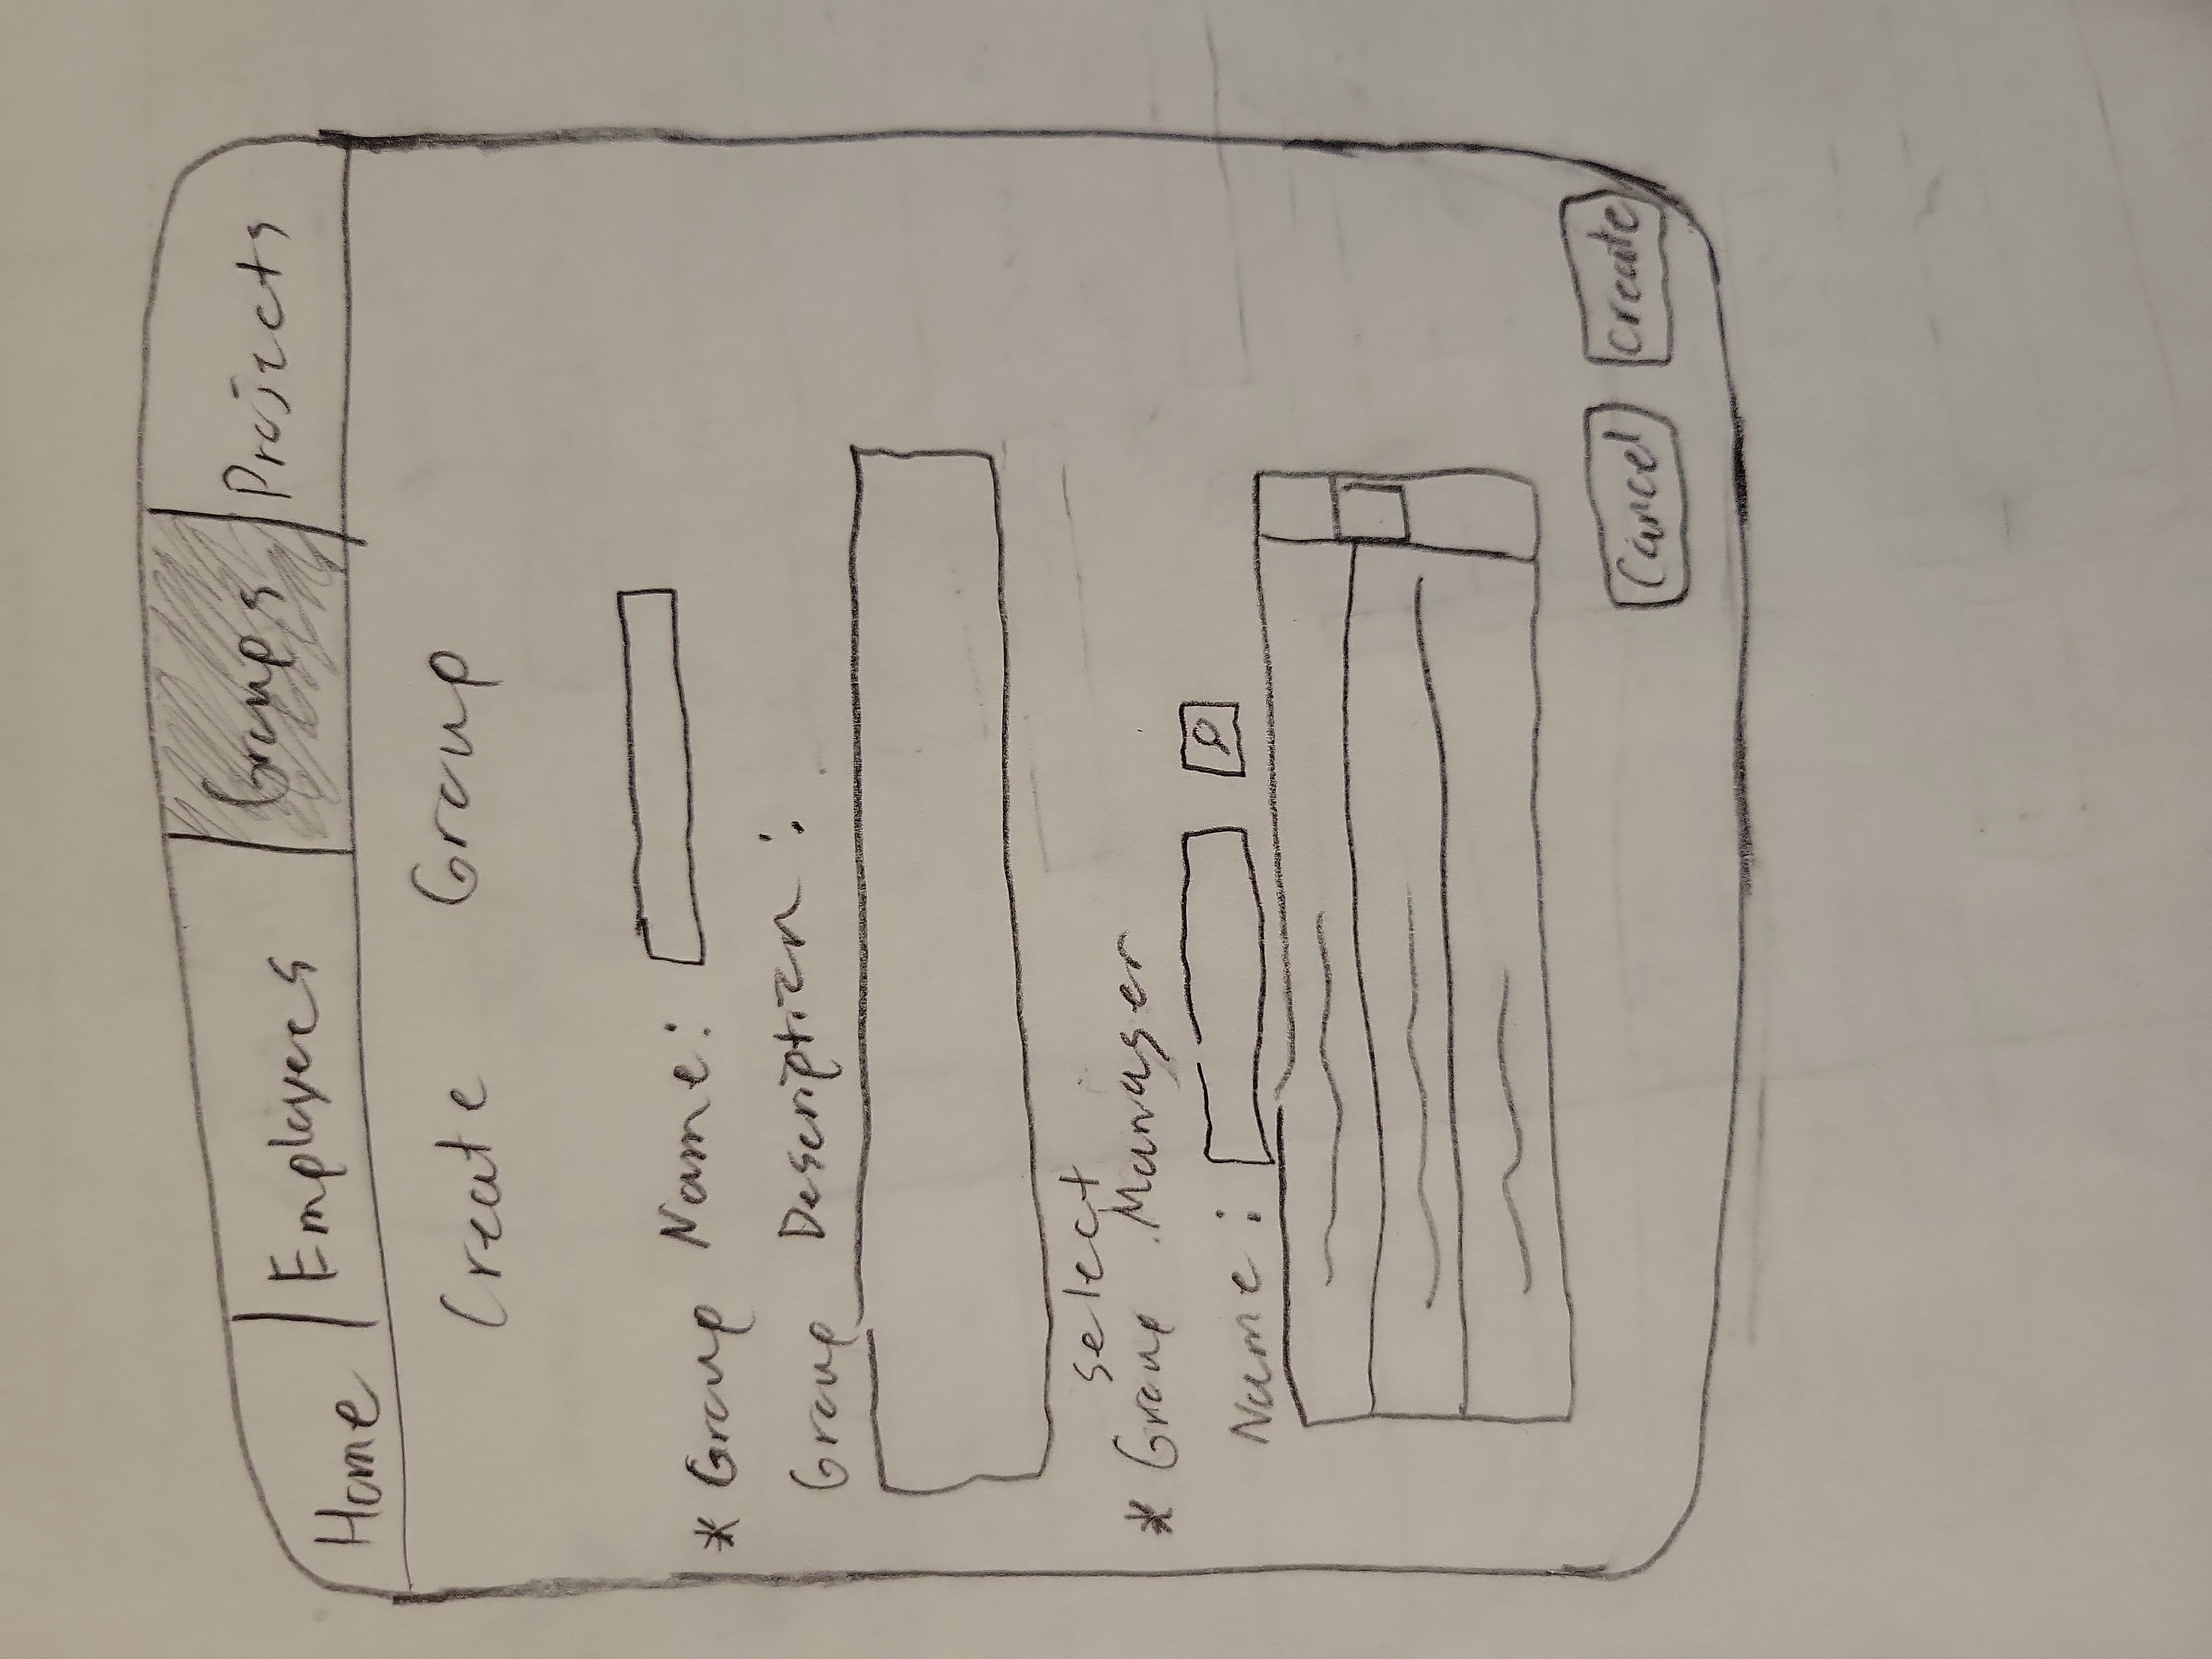 Home Employees Groups Projects
Create Group
* Group Name:
Group Description:
select
* Group Manager
Name:
Cancel create